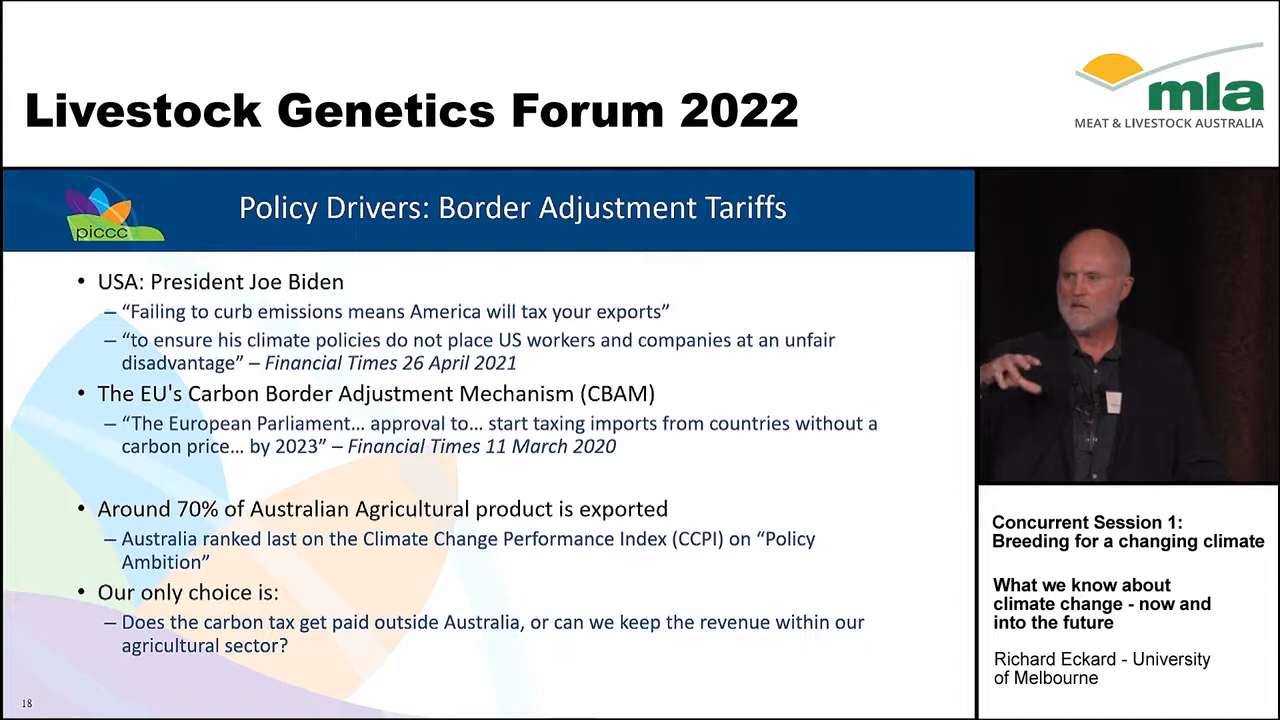 Livestock Genetics Forum 2022
mla
MEAT & LIVESTOCK AUSTRALIA
piccc
Policy Drivers: Border Adjustment Tariffs
• USA: President Joe Biden
– “Failing to curb emissions means America will tax your exports”
– “to ensure his climate policies do not place US workers and companies at an unfair
disadvantage” – Financial Times 26 April 2021
• The EU's Carbon Border Adjustment Mechanism (CBAM)
– “The European Parliament… approval to… start taxing imports from countries without a
carbon price… by 2023” – Financial Times 11 March 2020
• Around 70% of Australian Agricultural product is exported
– Australia ranked last on the Climate Change Performance Index (CCPI) on “Policy
Ambition”
• Our only choice is:
– Does the carbon tax get paid outside Australia, or can we keep the revenue within our
agricultural sector?
18
Concurrent Session 1:
Breeding for a changing climate
What we know about
climate change - now and
into the future
Richard Eckard - University
of Melbourne